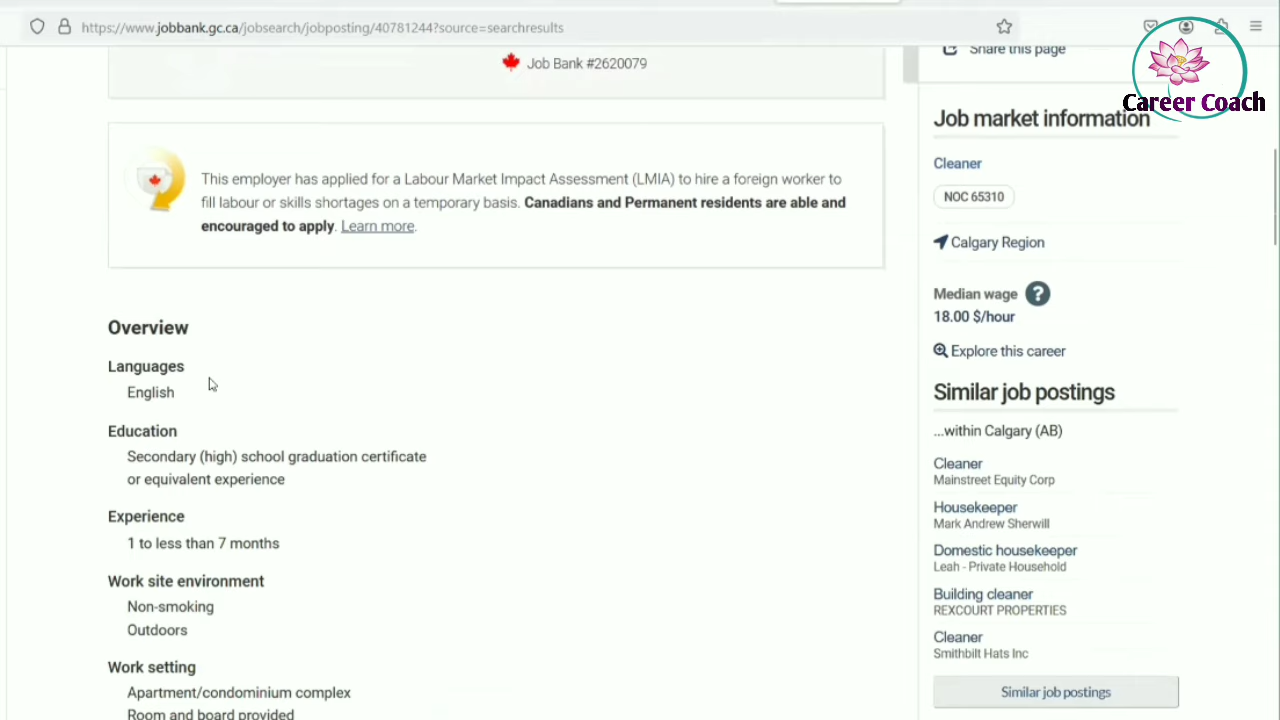 https://www.jobbank.gc.ca/jobsearch/jobposting/40781244?source=searchresults
Job Bank #2620079
Share this page
Career Coach
This employer has applied for a Labour Market Impact Assessment (LMIA) to hire a foreign worker to
fill labour or skills shortages on a temporary basis. Canadians and Permanent residents are able and
encouraged to apply. Learn more.
Overview
Languages
English
Education
Secondary (high) school graduation certificate
or equivalent experience
Experience
1 to less than 7 months
Work site environment
Non-smoking
Outdoors
Work setting
Apartment/condominium complex
Room and board provided
Job market information
Cleaner
NOC 65310
Calgary Region
Median wage ?
18.00 $/hour
Explore this career
Similar job postings
...within Calgary (AB)
Cleaner
Mainstreet Equity Corp
Housekeeper
Mark Andrew Sherwill
Domestic housekeeper
Leah - Private Household
Building cleaner
REXCOURT PROPERTIES
Cleaner
Smithbilt Hats Inc
Similar job postings